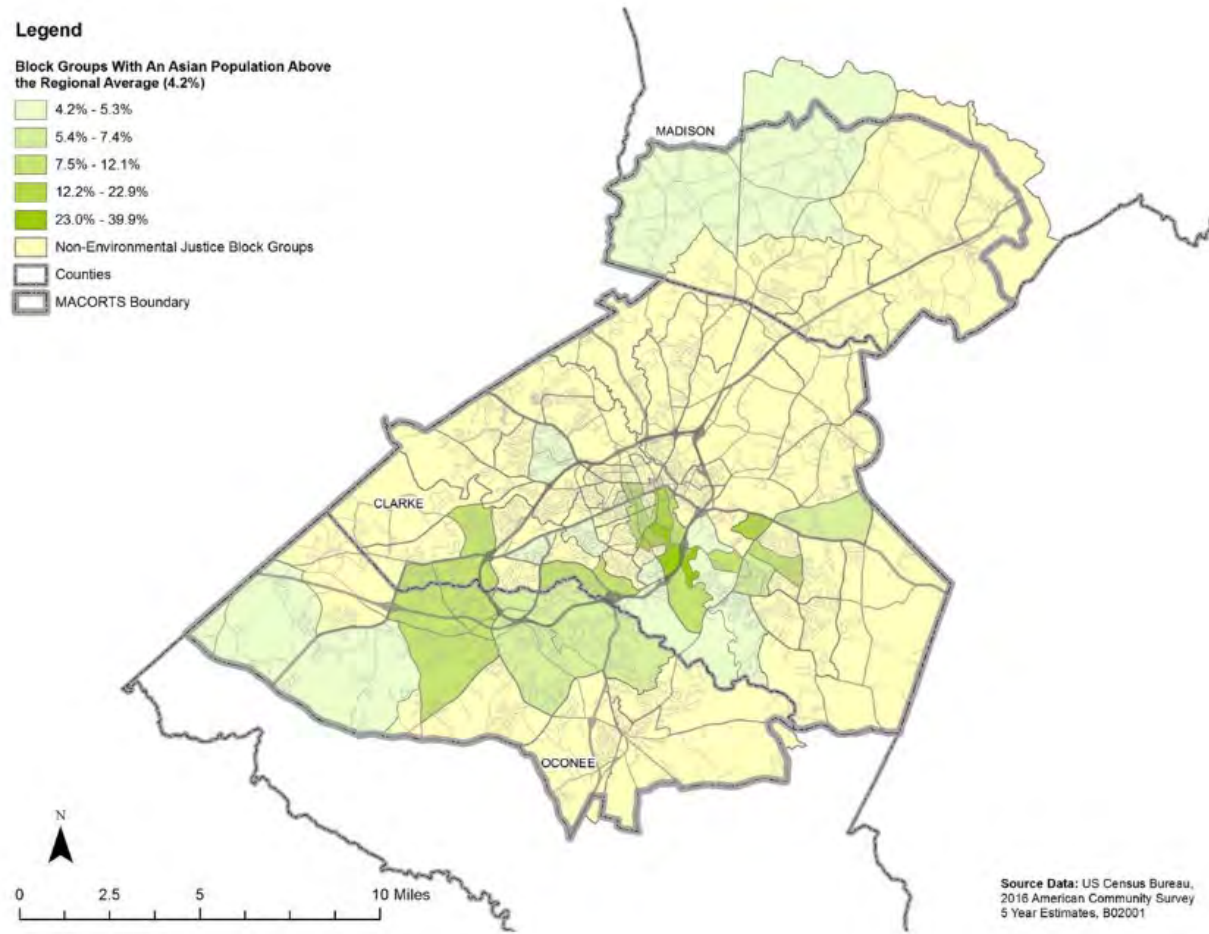 Legend
Block Groups With An Asian Population Above
the Regional Average (4.2%)
4.2% - 5.3%
5.4% - 7.4%
7.5% - 12.1%
12.2% - 22.9%
23.0% - 39.9%
Non-Environmental Justice Block Groups
Counties
MACORTS Boundary
MADISON
CLARKE
OCONEE
N
0 2.5 5 10 Miles
Source Data: US Census Bureau,
2016 American Community Survey
5 Year Estimates, B02001